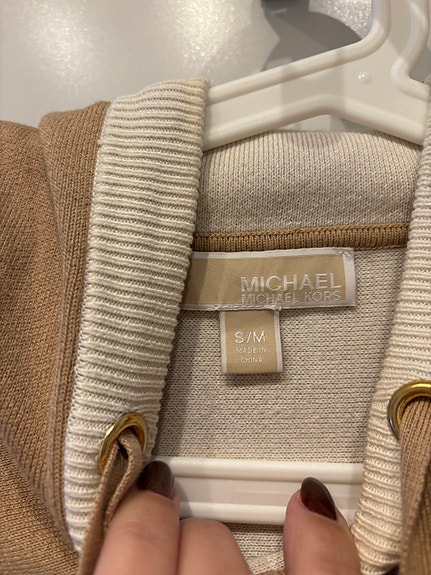 MICHAEL
MICHAEL KORS
S/M
MADE IN
CHINA